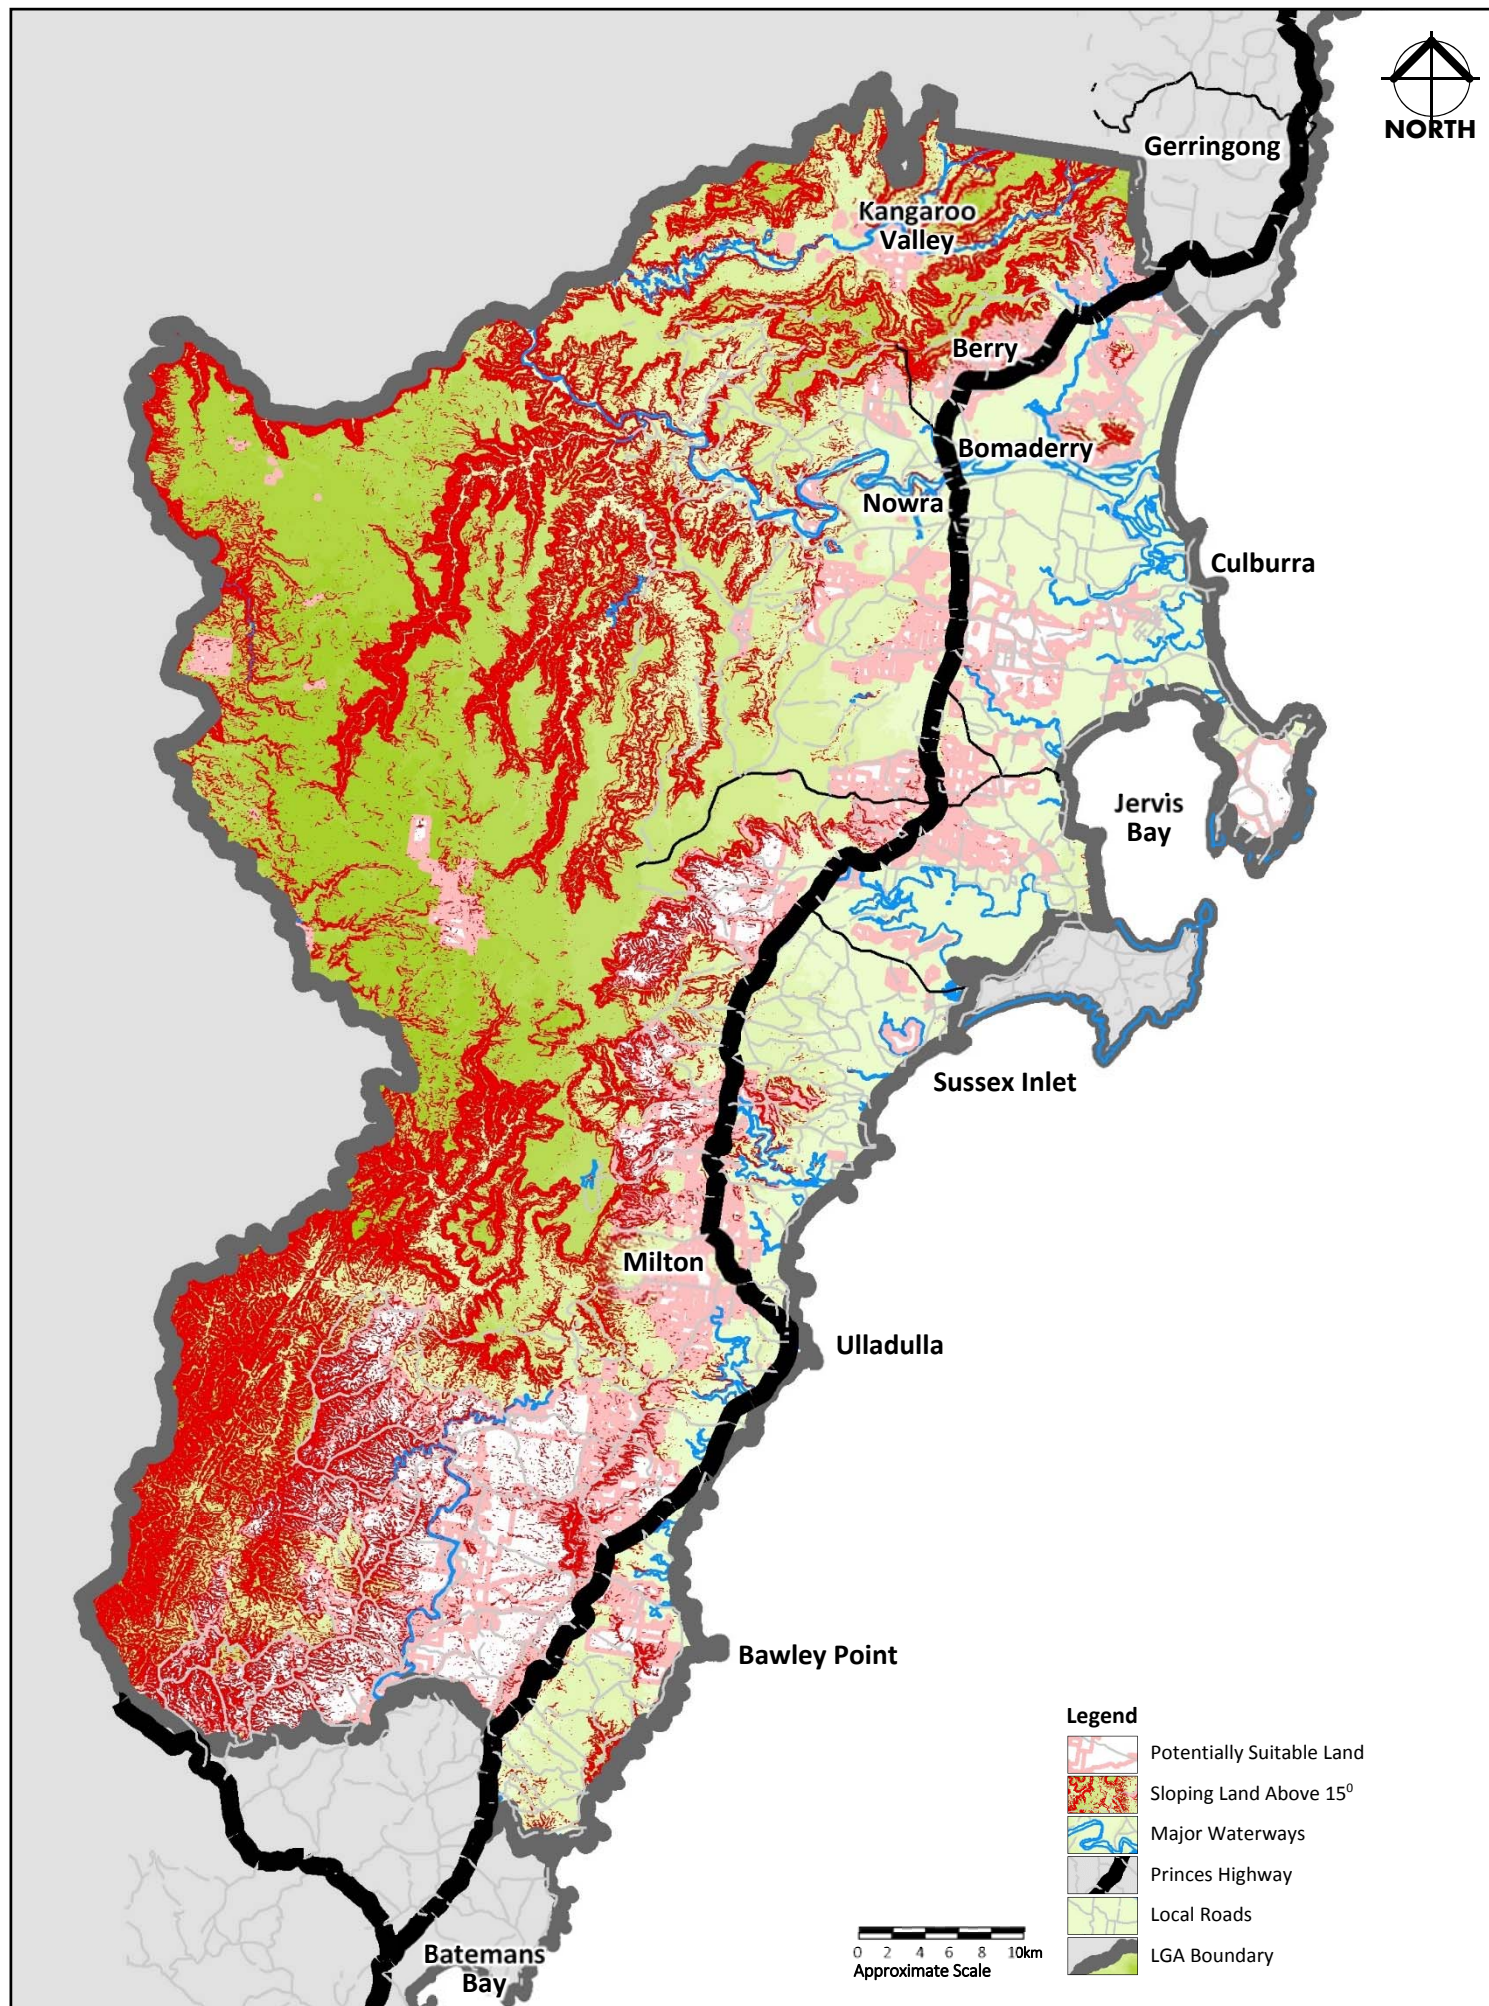 NORTH
Gerringong
Kangaroo
Valley
Berry
Bomaderry
Nowra
Culburra
Jervis
Bay
Sussex Inlet
Milton
Ulladulla
Bawley Point
Batemans
Bay
Legend
Potentially Suitable Land
Sloping Land Above 15⁰
Major Waterways
Princes Highway
Local Roads
LGA Boundary
0 2 4 6 8 10km
Approximate Scale